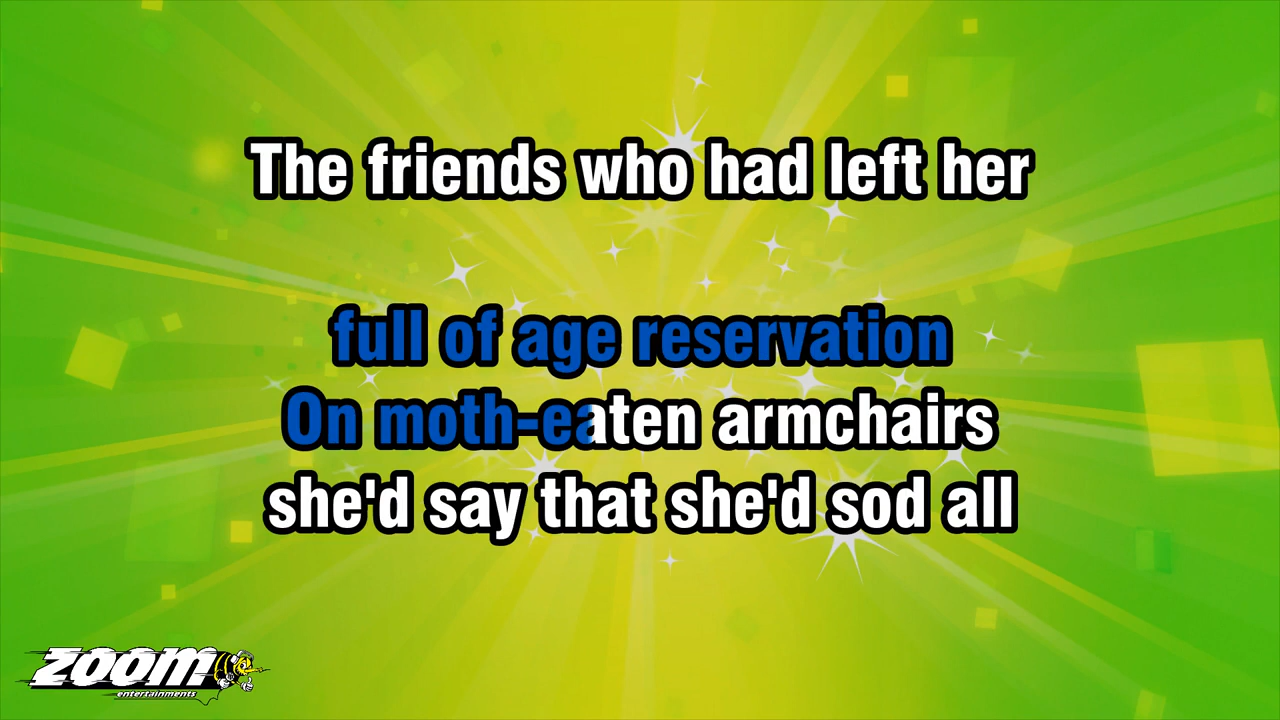 The friends who had left her
full of age reservation
On moth-eaten armchairs
she'd say that she'd sod all
zoom
entertainments